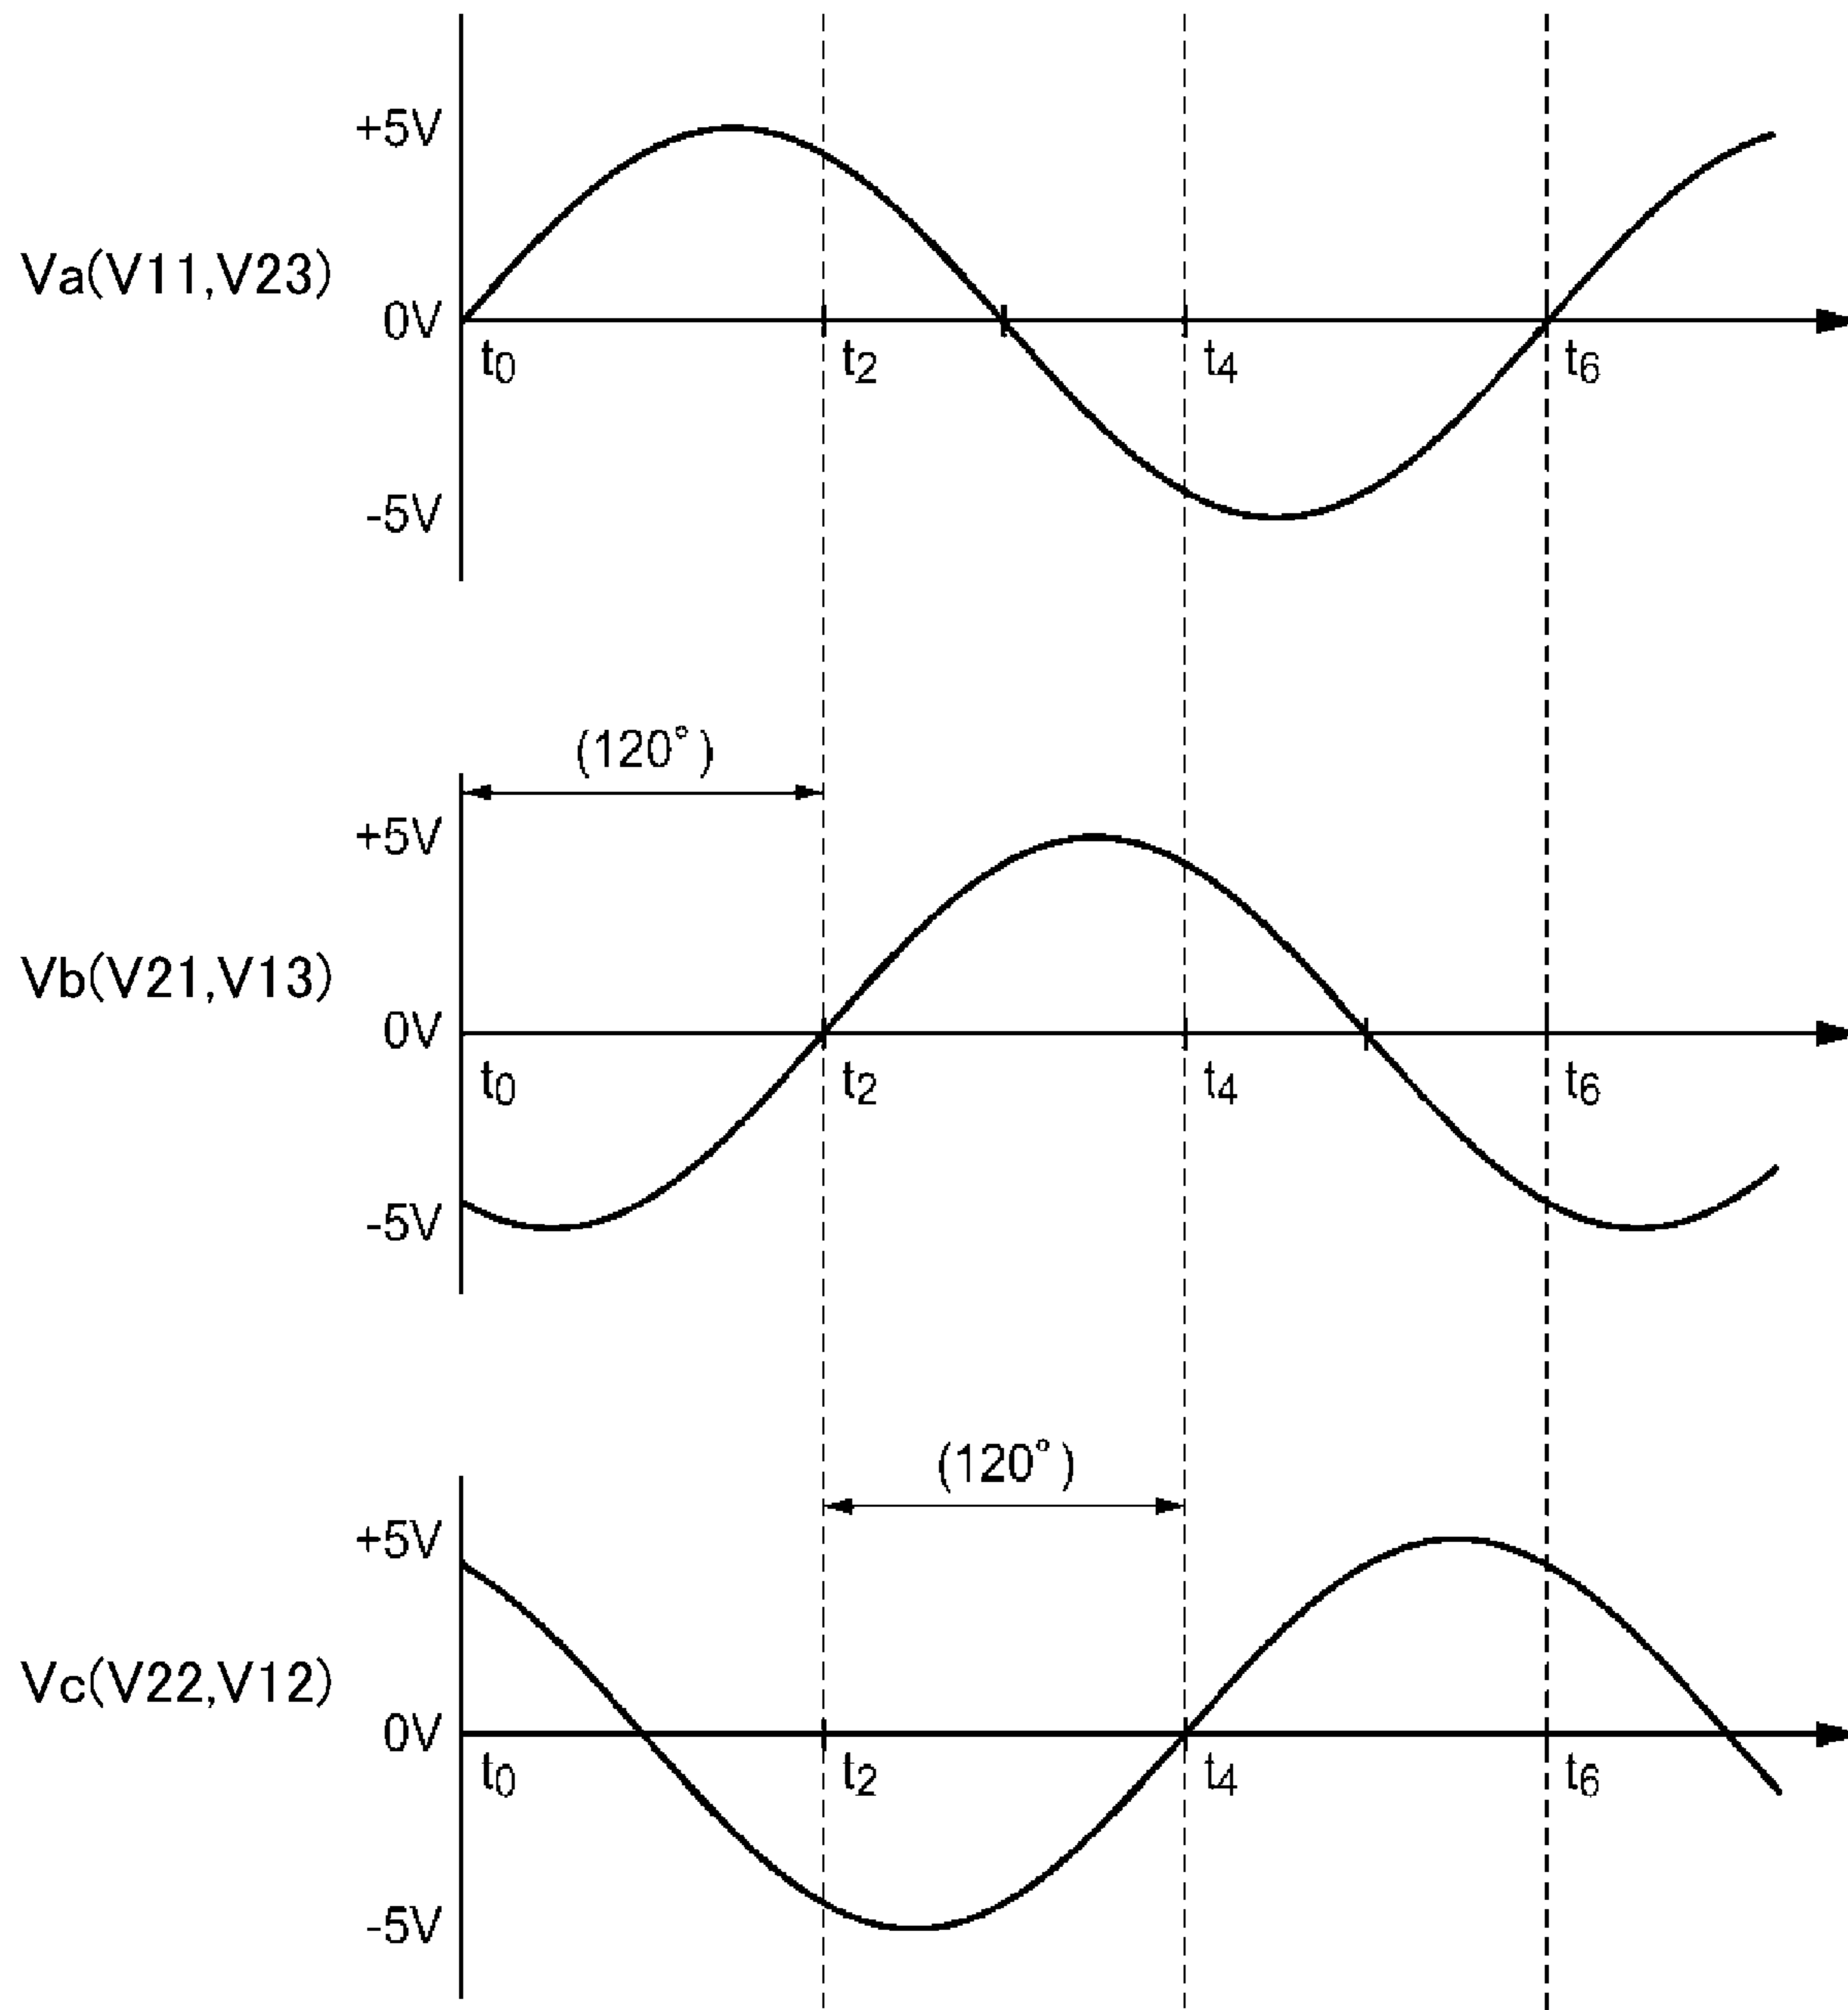 +5V
Va(V11,V23)
0V
t0 t2 t4 t6
-5V
(120°)
+5V
Vb(V21,V13)
0V
t0 t2 t4 t6
-5V
(120°)
+5V
Vc(V22,V12)
0V
t0 t2 t4 t6
-5V